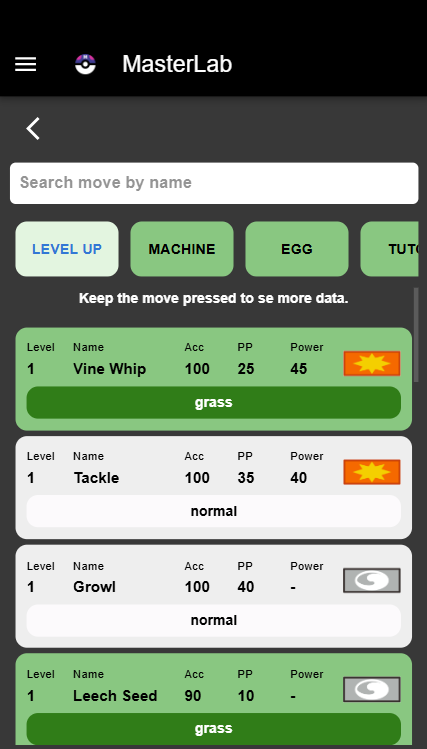 MasterLab
Search move by name
LEVEL UP MACHINE EGG TUTO
Keep the move pressed to se more data.
Level Name Acc PP Power
1 Vine Whip 100 25 45
grass
Level Name Acc PP Power
1 Tackle 100 35 40
normal
Level Name Acc PP Power
1 Growl 100 40 -
normal
Level Name Acc PP Power
1 Leech Seed 90 10 -
grass